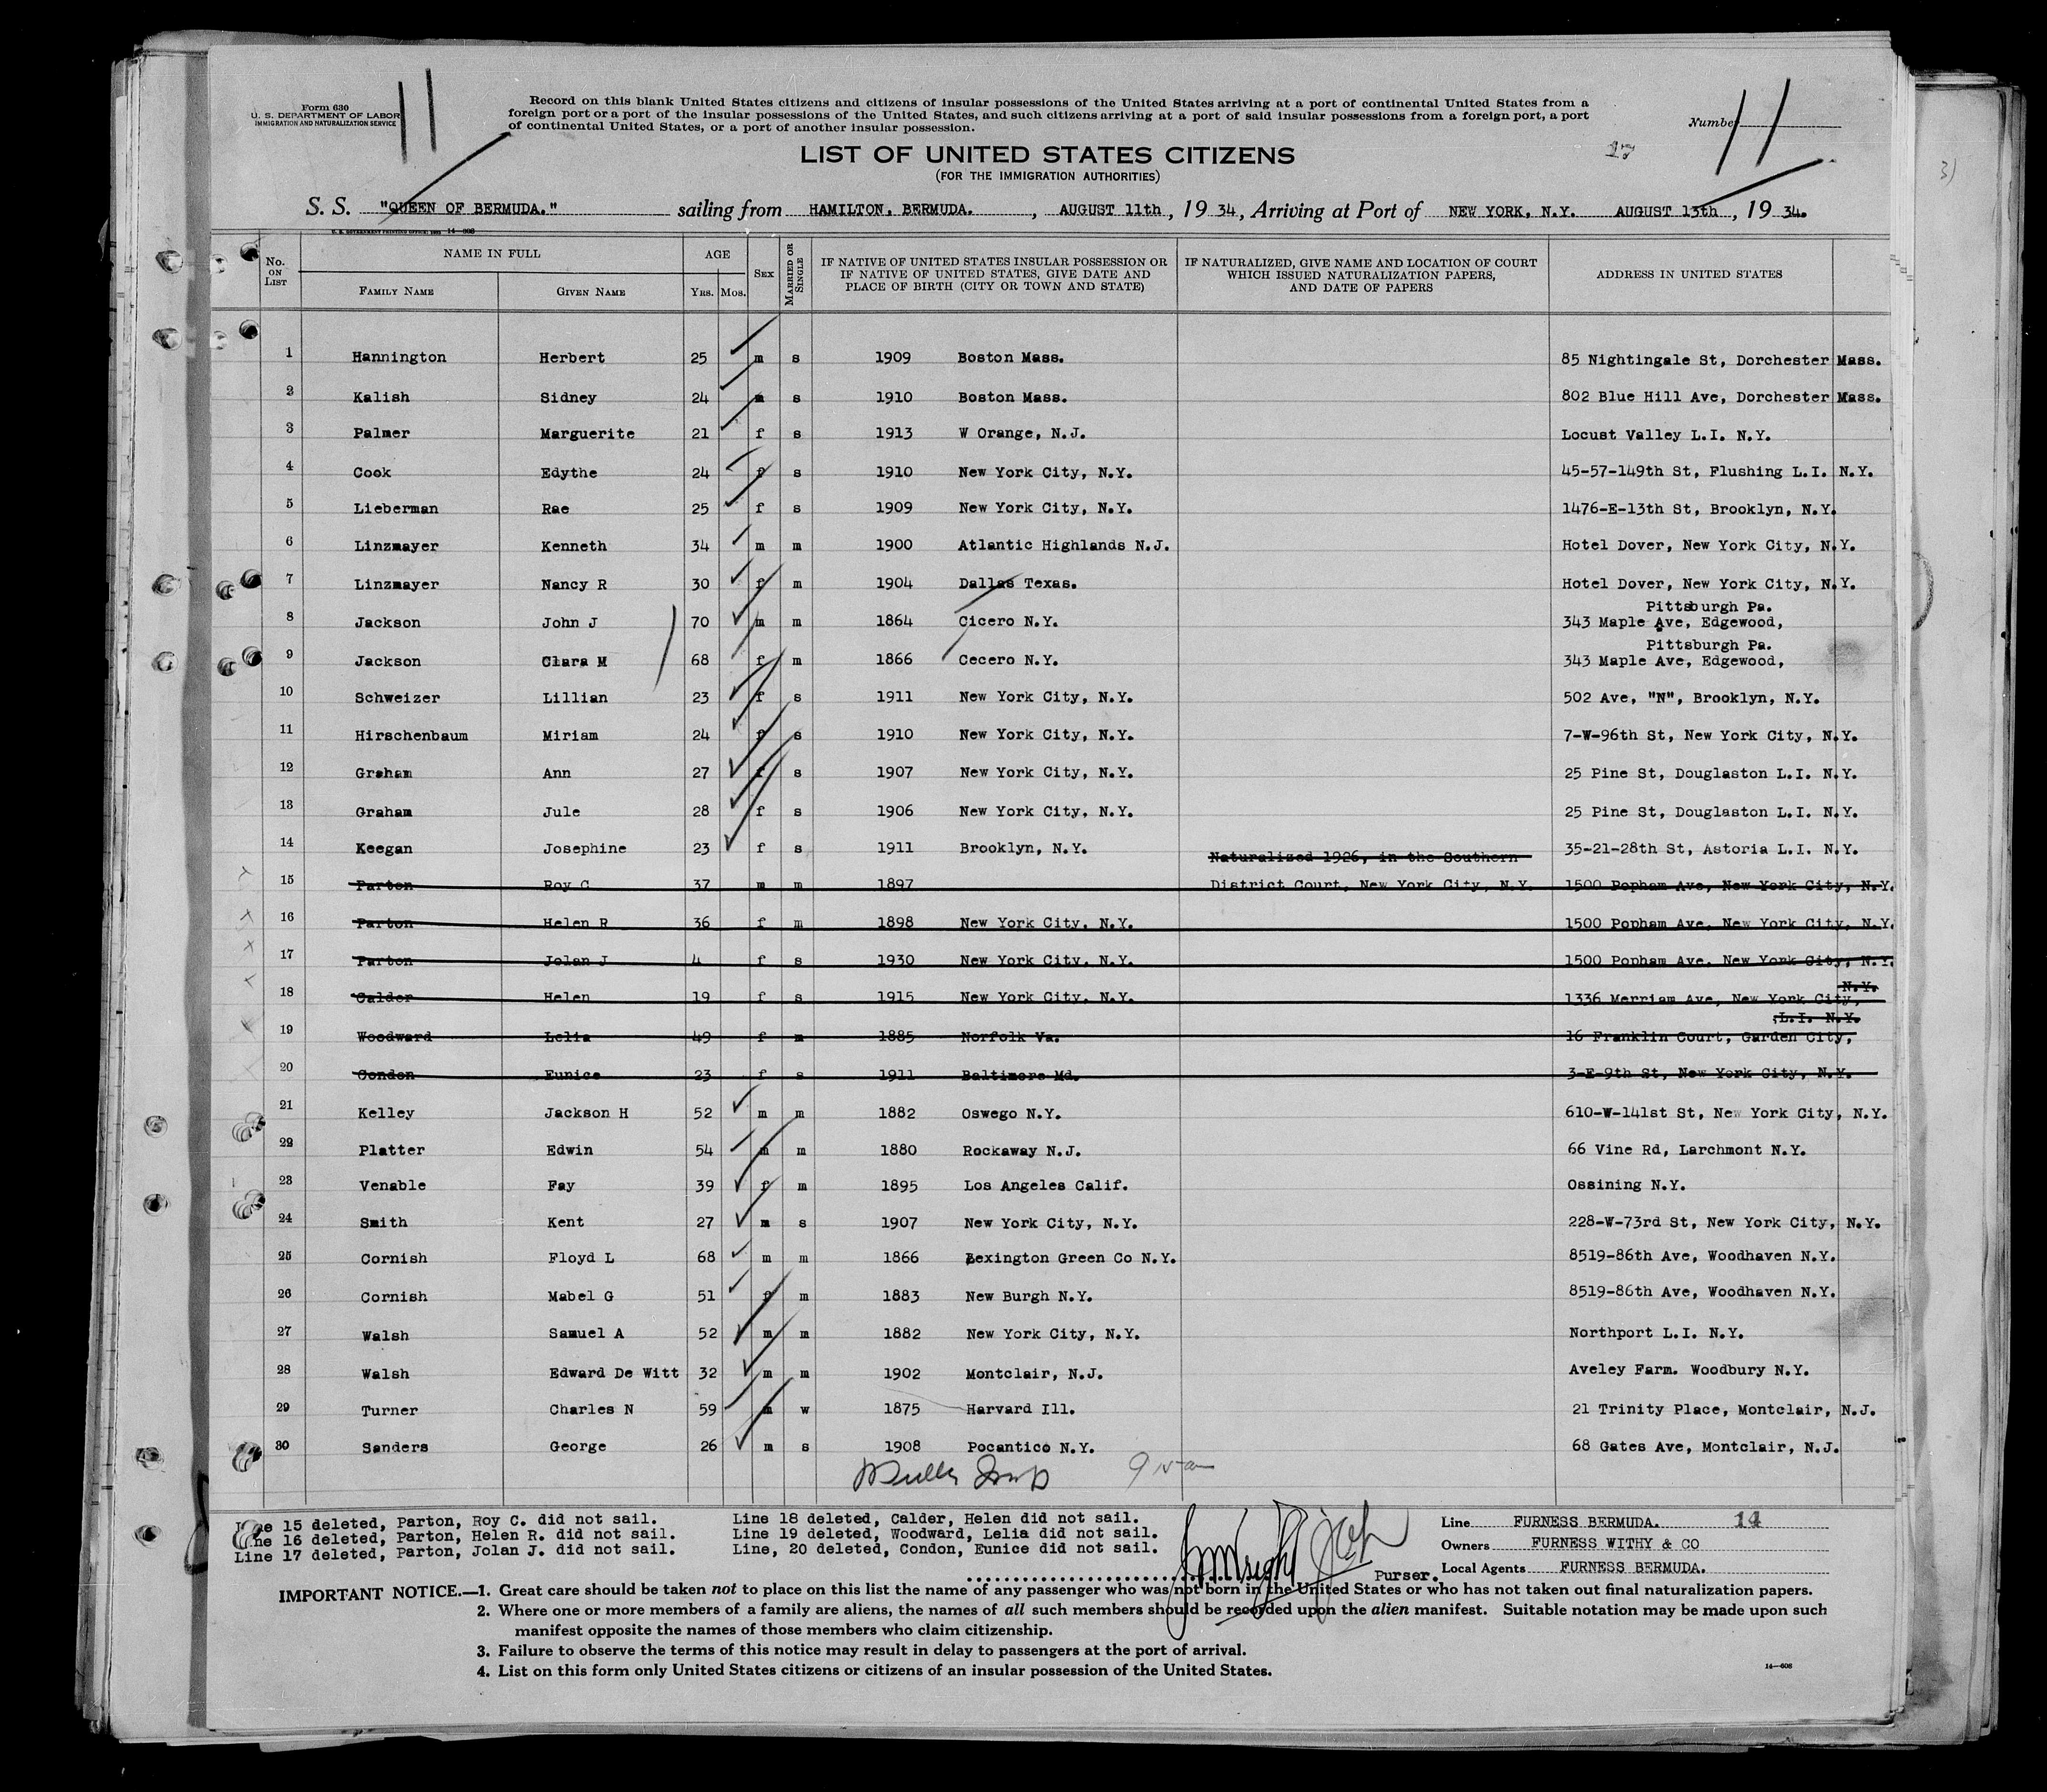 Form 630
U. S. DEPARTMENT OF LABOR
IMMIGRATION AND NATURALIZATION SERVICE
11
Record on this blank United States citizens and citizens of insular possessions of the United States arriving at a port of continental United States from a
foreign port or a port of the insular possessions of the United States, and such citizens arriving at a port of said insular possessions from a foreign port, a port
of continental United States, or a port of another insular possession.
Number 11
LIST OF UNITED STATES CITIZENS
(FOR THE IMMIGRATION AUTHORITIES)
S. S. "QUEEN OF BERMUDA." sailing from HAMILTON, BERMUDA. , AUGUST 11th , 19 34 , Arriving at Port of NEW YORK, N.Y. AUGUST 13th , 19 34.
No. ON LIST NAME IN FULL AGE SEX MARRIED OR SINGLE IF NATIVE OF UNITED STATES INSULAR POSSESSION OR IF NATIVE OF UNITED STATES, GIVE DATE AND PLACE OF BIRTH (CITY OR TOWN AND STATE) IF NATURALIZED, GIVE NAME AND LOCATION OF COURT WHICH ISSUED NATURALIZATION PAPERS, AND DATE OF PAPERS ADDRESS IN UNITED STATES
FAMILY NAME GIVEN NAME YRS. MOS.
1 Hannington Herbert 25 m s 1909 Boston Mass. 85 Nightingale St, Dorchester Mass.
2 Kalish Sidney 24 m s 1910 Boston Mass. 802 Blue Hill Ave, Dorchester Mass.
3 Palmer Marguerite 21 f s 1913 W Orange, N.J. Locust Valley L.I. N.Y.
4 Cook Edythe 24 f s 1910 New York City, N.Y. 45-57-149th St, Flushing L.I. N.Y.
5 Lieberman Rae 25 f s 1909 New York City, N.Y. 1476-E-13th St, Brooklyn, N.Y.
6 Linzmayer Kenneth 34 m m 1900 Atlantic Highlands N.J. Hotel Dover, New York City, N.Y.
7 Linzmayer Nancy R 30 f m 1904 Dallas Texas. Hotel Dover, New York City, N.Y.
Pittsburgh Pa.
8 Jackson John J 70 m m 1864 Cicero N.Y. 343 Maple Ave, Edgewood,
Pittsburgh Pa.
9 Jackson Clara M 68 f m 1866 Cecero N.Y. 343 Maple Ave, Edgewood,
10 Schweizer Lillian 23 f s 1911 New York City, N.Y. 502 Ave, "N", Brooklyn, N.Y.
11 Hirschenbaum Miriam 24 f s 1910 New York City, N.Y. 7-W-96th St, New York City, N.Y.
12 Graham Ann 27 f s 1907 New York City, N.Y. 25 Pine St, Douglaston L.I. N.Y.
13 Graham Jule 28 f s 1906 New York City, N.Y. 25 Pine St, Douglaston L.I. N.Y.
14 Keegan Josephine 23 f s 1911 Brooklyn, N.Y. 35-21-28th St, Astoria L.I. N.Y.
Naturalized 1926, in the Southern
15 Parton Roy C 37 m m 1897 District Court, New York City, N.Y. 1500 Popham Ave, New York City, N.Y.
16 Parton Helen R 36 f m 1898 New York City, N.Y. 1500 Popham Ave, New York City, N.Y.
17 Parton Jolan J 4 f s 1930 New York City, N.Y. 1500 Popham Ave, New York City, N.Y.
N.Y.
18 Calder Helen 19 f s 1915 New York City, N.Y. 1336 Merriam Ave, New York City,
L.I. N.Y.
19 Woodward Lelia 49 f m 1885 Norfolk Va. 16 Franklin Court, Garden City,
20 Condon Eunice 23 f s 1911 Baltimore Md. 3-E-9th St, New York City, N.Y.
21 Kelley Jackson H 52 m m 1882 Oswego N.Y. 610-W-141st St, New York City, N.Y.
22 Platter Edwin 54 m m 1880 Rockaway N.J. 66 Vine Rd, Larchmont N.Y.
23 Venable Fay 39 f m 1895 Los Angeles Calif. Ossining N.Y.
24 Smith Kent 27 m s 1907 New York City, N.Y. 228-W-73rd St, New York City, N.Y.
25 Cornish Floyd L 68 m m 1866 Lexington Green Co N.Y. 8519-86th Ave, Woodhaven N.Y.
26 Cornish Mabel G 51 f m 1883 New Burgh N.Y. 8519-86th Ave, Woodhaven N.Y.
27 Walsh Samuel A 52 m m 1882 New York City, N.Y. Northport L.I. N.Y.
28 Walsh Edward De Witt 32 m m 1902 Montclair, N.J. Aveley Farm. Woodbury N.Y.
29 Turner Charles N 59 m w 1875 Harvard Ill. 21 Trinity Place, Montclair, N.J.
30 Sanders George 26 m s 1908 Pocantico N.Y. 68 Gates Ave, Montclair, N.J.
Line 15 deleted, Parton, Roy C. did not sail. Line 18 deleted, Calder, Helen did not sail.
Line 16 deleted, Parton, Helen R. did not sail. Line 19 deleted, Woodward, Lelia did not sail.
Line 17 deleted, Parton, Jolan J. did not sail. Line, 20 deleted, Condon, Eunice did not sail.
Purser.
Line FURNESS BERMUDA. 14
Owners FURNESS WITHY & CO
Local Agents FURNESS BERMUDA.
IMPORTANT NOTICE.—1. Great care should be taken not to place on this list the name of any passenger who was not born in the United States or who has not taken out final naturalization papers.
2. Where one or more members of a family are aliens, the names of all such members should be recorded upon the alien manifest. Suitable notation may be made upon such
manifest opposite the names of those members who claim citizenship.
3. Failure to observe the terms of this notice may result in delay to passengers at the port of arrival.
4. List on this form only United States citizens or citizens of an insular possession of the United States.
14—608